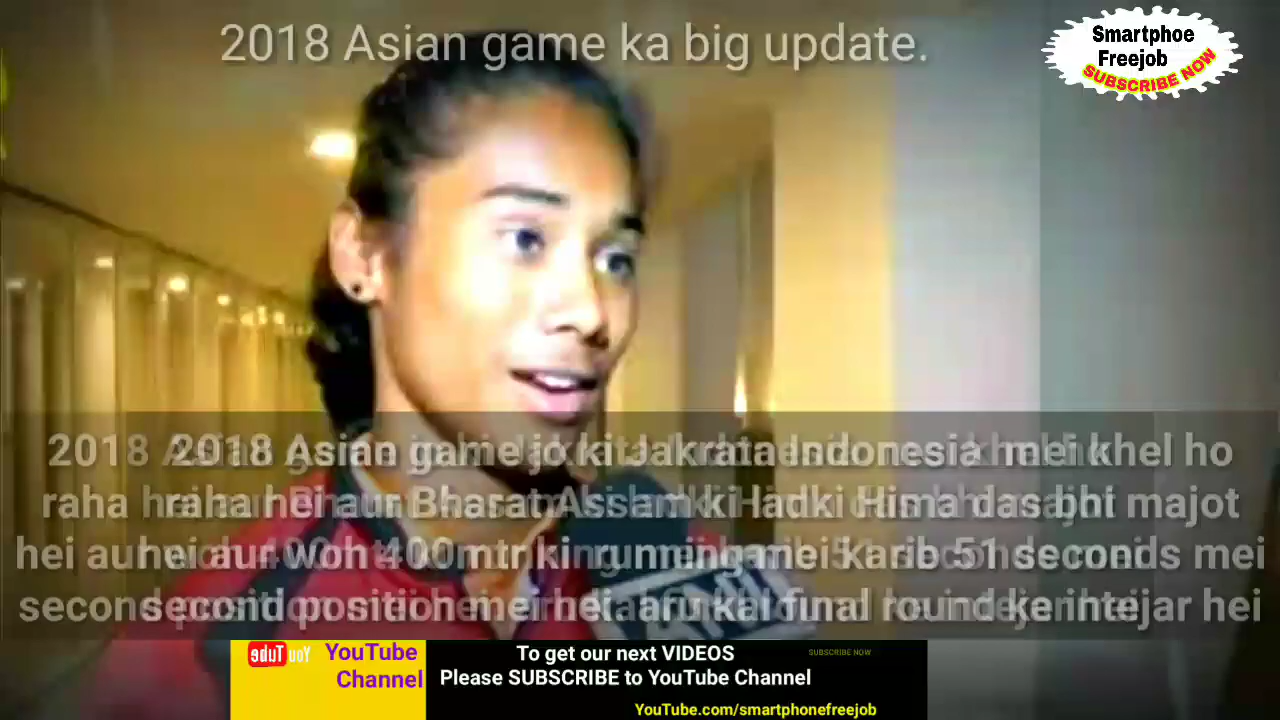 2018 Asian game ka big update.
Smartphoe
Freejob
SUBSCRIBE NOW
2018 Asian game jo ki Jakrata Indonesia mei khel ho
raha hei aur Bharat Assam ki Hima das bhi majot
hei aur woh 400mtr ki running mei karib 51 seconds mei
second position mei hei. aru kal final round ke intejar hei
YouTube
YouTube
Channel
To get our next VIDEOS
SUBSCRIBE NOW
Please SUBSCRIBE to YouTube Channel
YouTube.com/smartphonefreejob